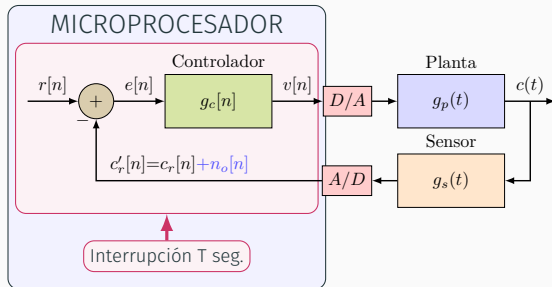 MICROPROCESADOR
Controlador
Planta
r[n]
+
−
e[n]
g_c[n]
v[n]
D/A
g_p(t)
c(t)
Sensor
c'_r[n]=c_r[n]+n_o[n]
A/D
g_s(t)
Interrupción T seg.